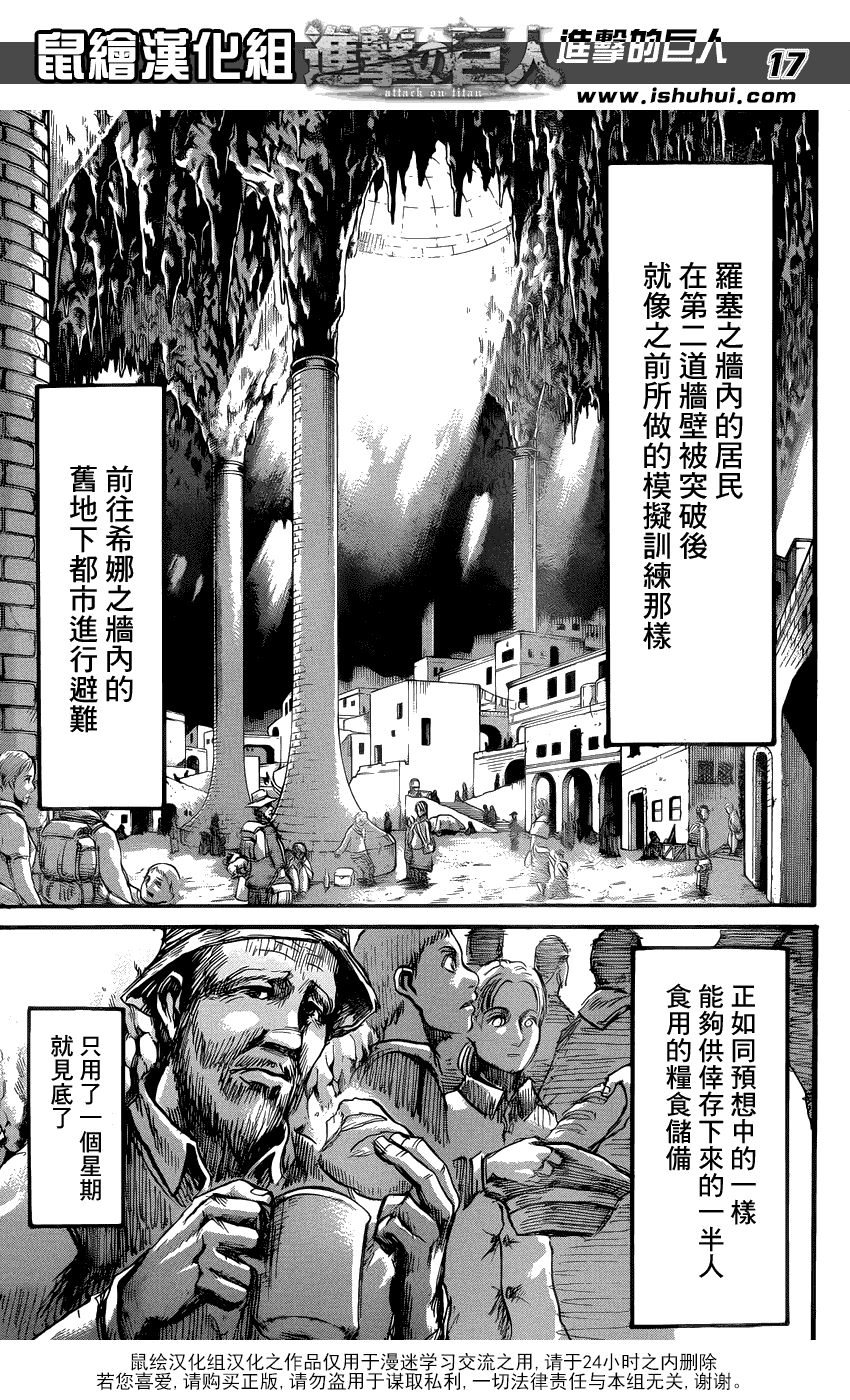 鼠繪漢化組
進撃の巨人
attack on titan
進擊的巨人
17
www.ishuhui.com
羅塞之牆內的居民
在第二道牆壁被突破後
就像之前所做的模擬訓練那樣
前往希娜之牆內的
舊地下都市進行避難
正如同預想中的一樣
能夠供倖存下來的一半人
食用的糧食儲備
只用了一個星期
就見底了
鼠绘汉化组汉化之作品仅用于漫迷学习交流之用,请于24小时之内删除
若您喜爱,请购买正版,请勿盗用于谋取私利,一切法律责任与本组无关,谢谢。